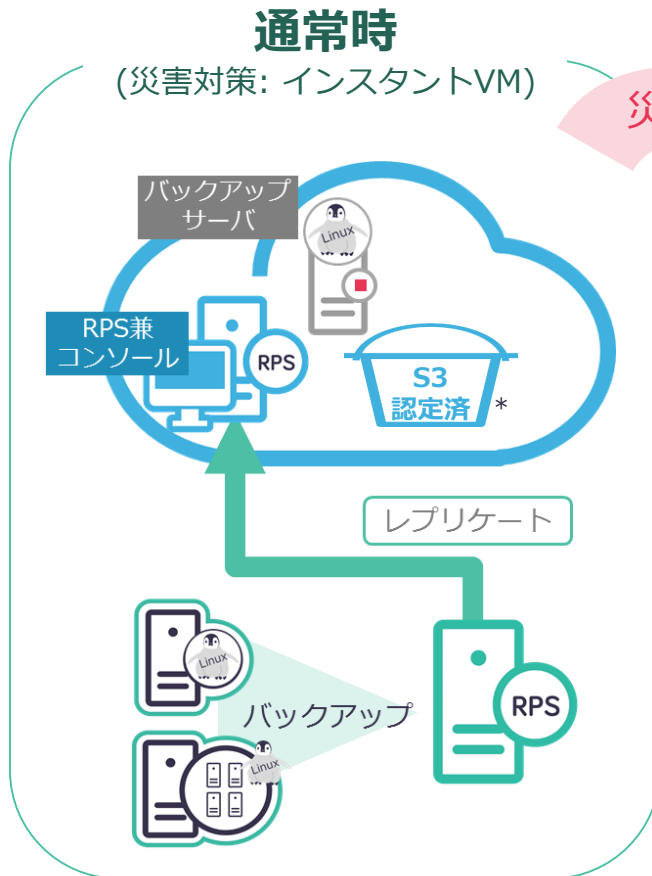 通常時
(災害対策: インスタントVM)
災
バックアップ
サーバ
Linux
RPS兼
コンソール
RPS
S3
認定済
*
レプリケート
Linux
バックアップ
RPS
Linux